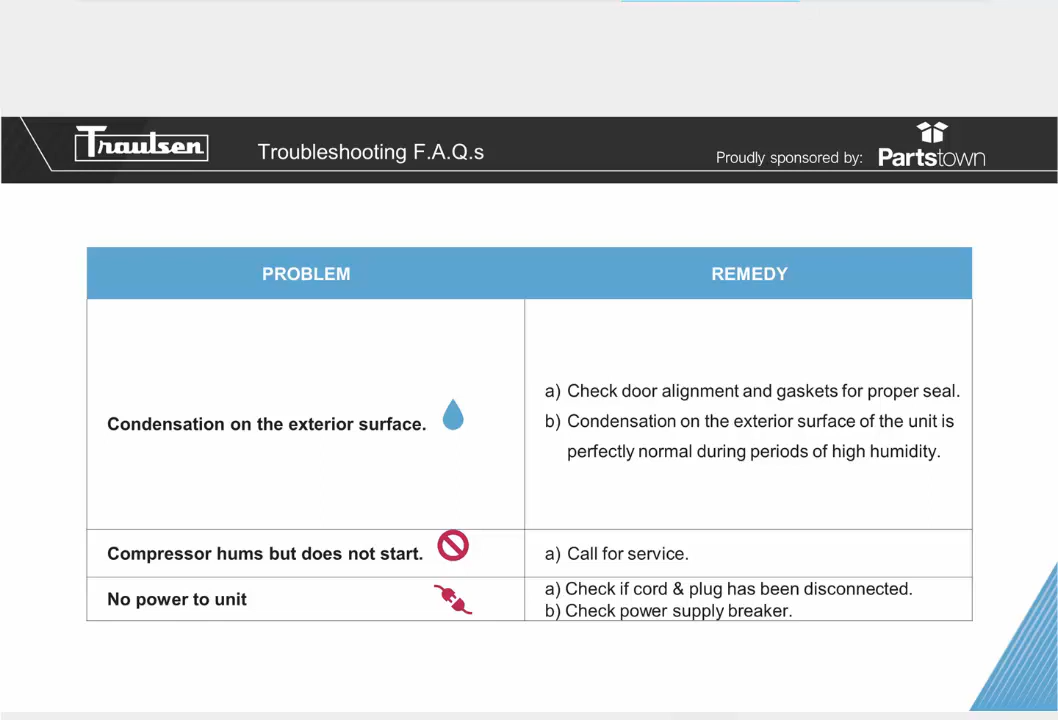 Traulsen
Troubleshooting F.A.Q.s
Proudly sponsored by:
Partstown
PROBLEM
REMEDY
Condensation on the exterior surface.
a) Check door alignment and gaskets for proper seal.
b) Condensation on the exterior surface of the unit is
perfectly normal during periods of high humidity.
Compressor hums but does not start.
a) Call for service.
No power to unit
a) Check if cord & plug has been disconnected.
b) Check power supply breaker.